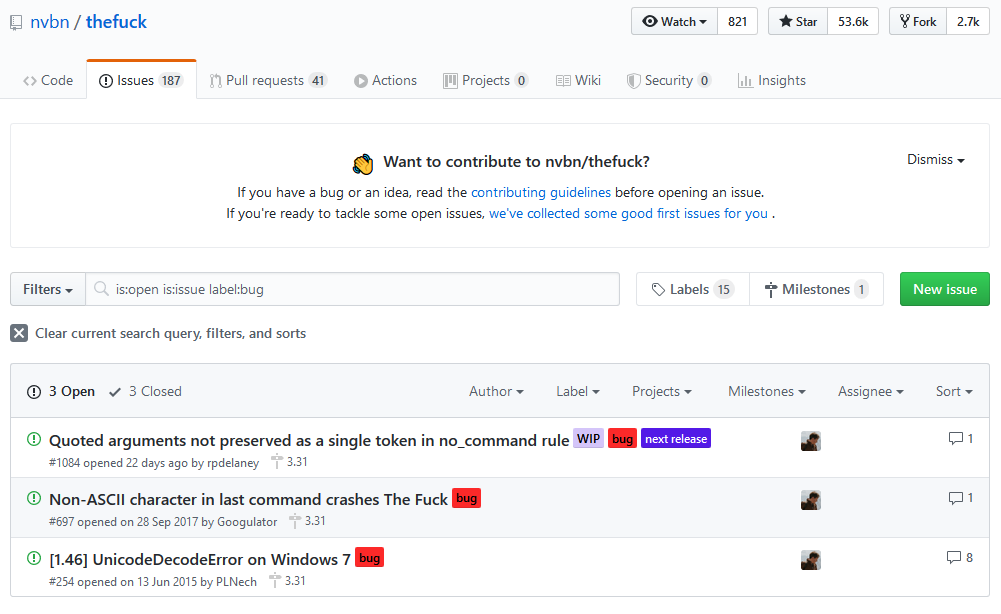 nvbn / thefuck
Watch 821 Star 53.6k Fork 2.7k
Code Issues 187 Pull requests 41 Actions Projects 0 Wiki Security 0 Insights
Want to contribute to nvbn/thefuck?
Dismiss
If you have a bug or an idea, read the contributing guidelines before opening an issue.
If you're ready to tackle some open issues, we've collected some good first issues for you .
Filters is:open is:issue label:bug Labels 15 Milestones 1 New issue
Clear current search query, filters, and sorts
3 Open 3 Closed Author Label Projects Milestones Assignee Sort
Quoted arguments not preserved as a single token in no_command rule WIP bug next release 1
#1084 opened 22 days ago by rpdelaney 3.31
Non-ASCII character in last command crashes The Fuck bug 1
#697 opened on 28 Sep 2017 by Googulator 3.31
[1.46] UnicodeDecodeError on Windows 7 bug 8
#254 opened on 13 Jun 2015 by PLNech 3.31